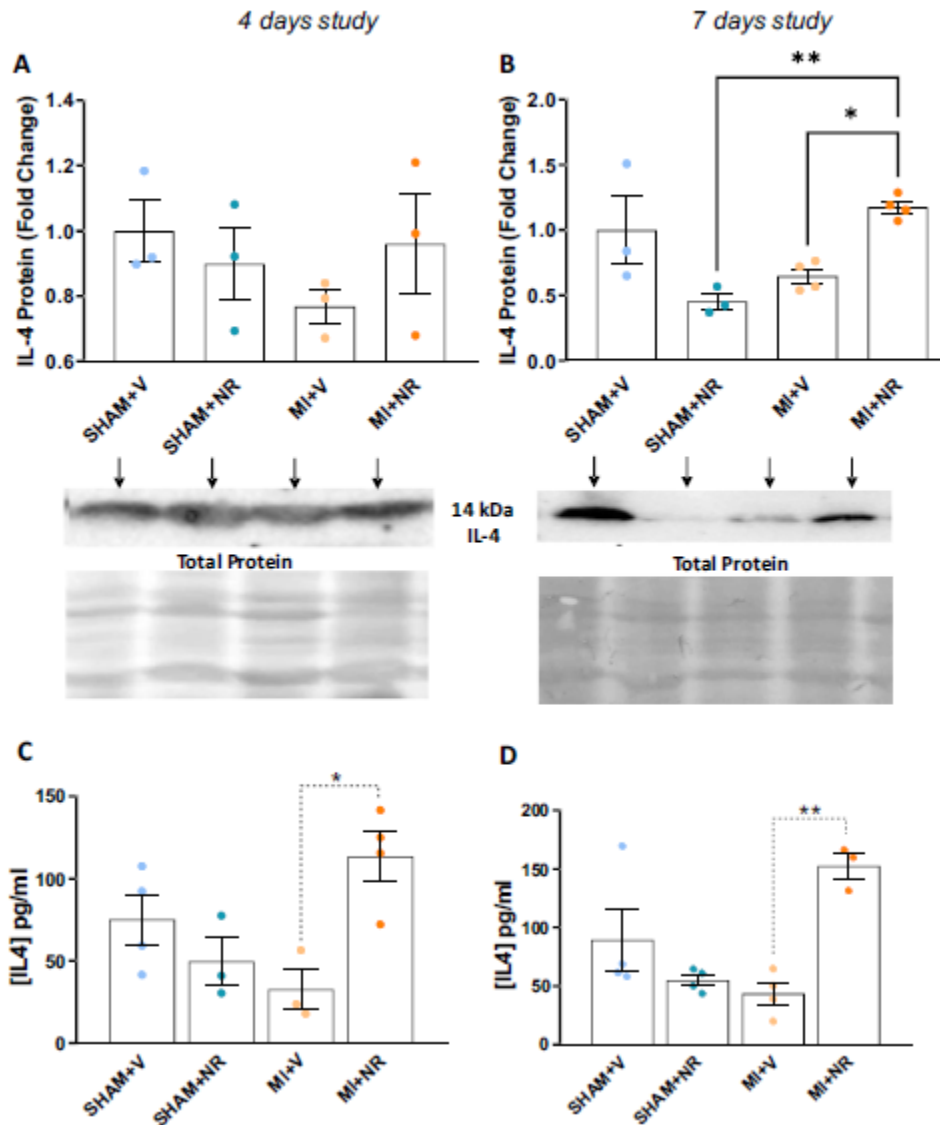 4 days study
7 days study
A
B
IL-4 Protein (Fold Change)
1.4
1.2
1.0
0.8
0.6
SHAM+V
SHAM+NR
MI+V
MI+NR
IL-4 Protein (Fold Change)
2.0
1.5
1.0
0.5
0.0
**
*
SHAM+V
SHAM+NR
MI+V
MI+NR
14 kDa
IL-4
Total Protein
Total Protein
C
D
[IL4] pg/ml
150
100
50
0
*
SHAM+V
SHAM+NR
MI+V
MI+NR
[IL4] pg/ml
200
150
100
50
0
**
SHAM+V
SHAM+NR
MI+V
MI+NR